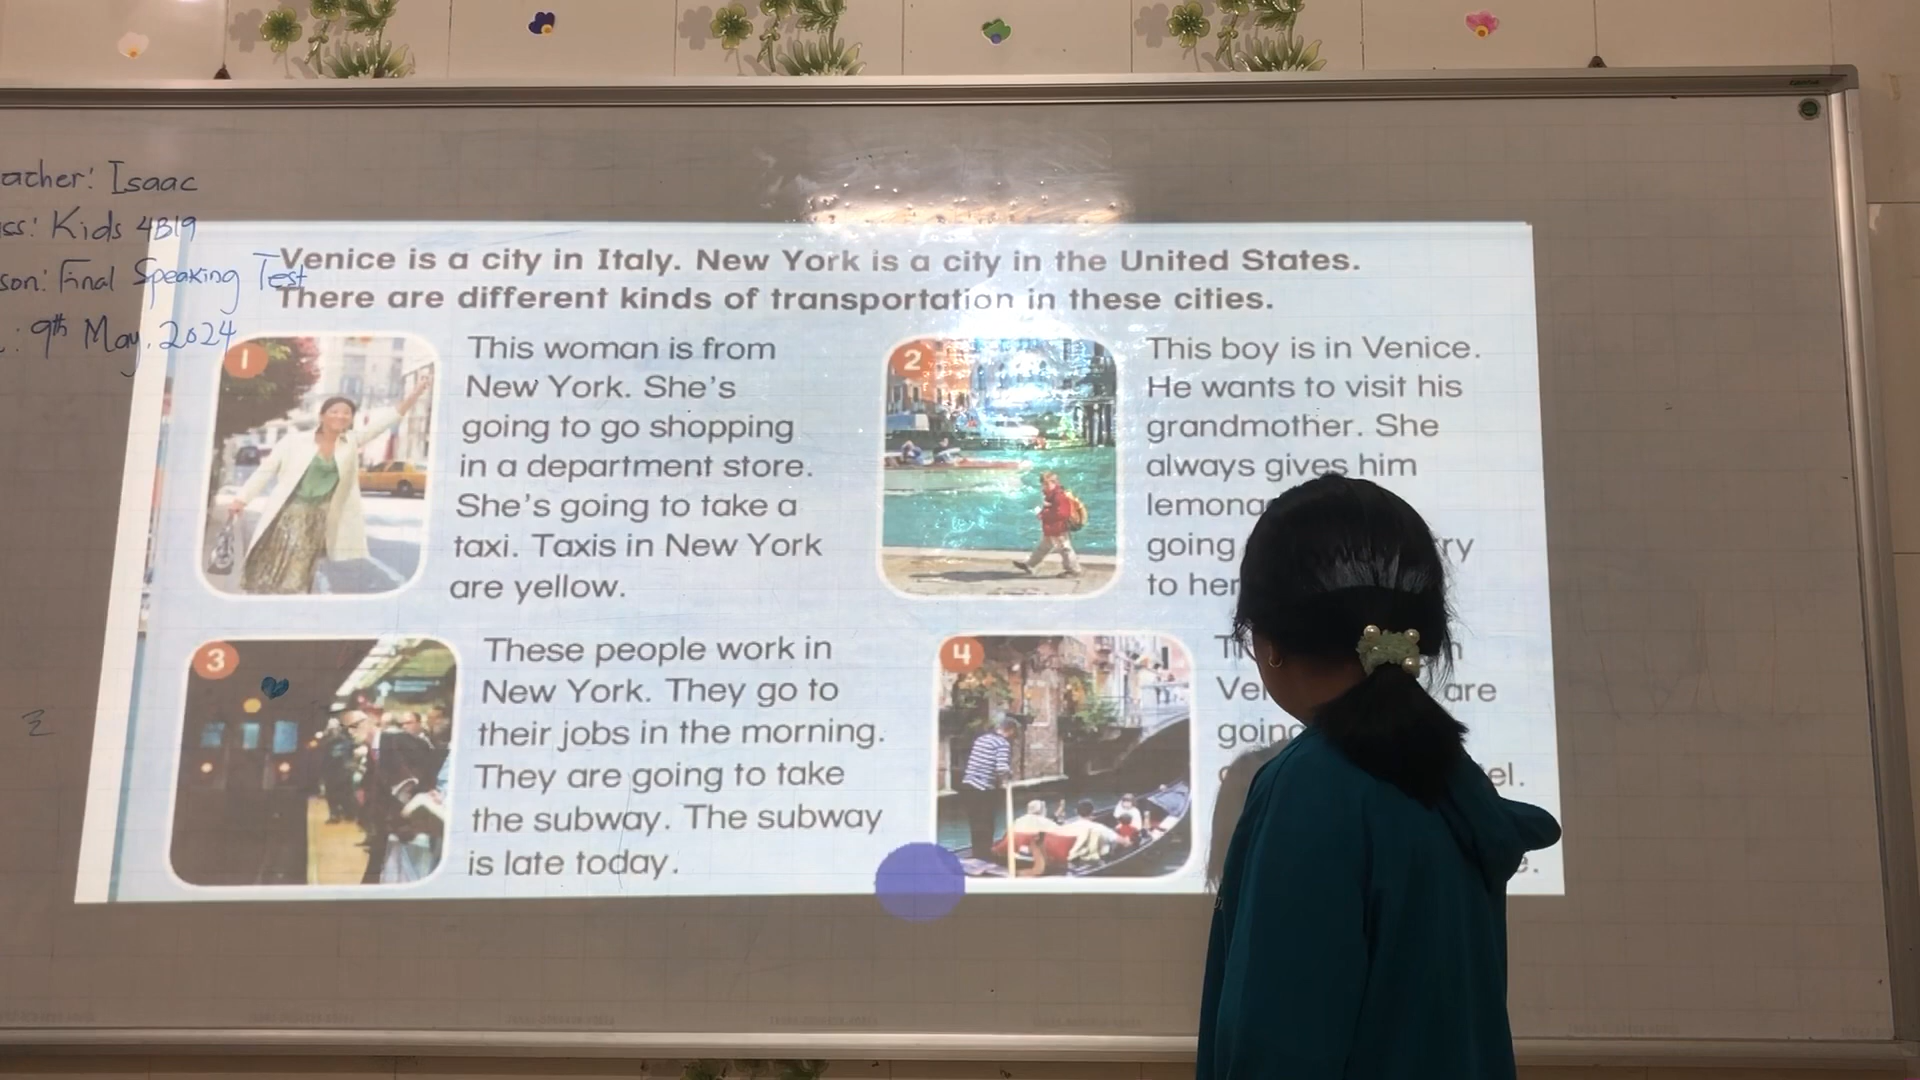 acher: Isaac
ss: Kids 4B19
son: Final Speaking Test
: 9th May, 2024
Venice is a city in Italy. New York is a city in the United States.
There are different kinds of transportation in these cities.
1
This woman is from
New York. She's
going to go shopping
in a department store.
She's going to take a
taxi. Taxis in New York
are yellow.
2
This boy is in Venice.
He wants to visit his
grandmother. She
always gives him
going
to her
3
These people work in
New York. They go to
their jobs in the morning.
They are going to take
the subway. The subway
is late today.
4
are